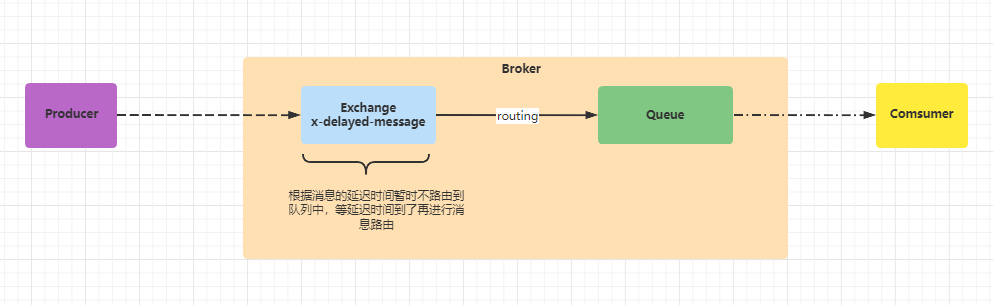 Broker
Producer
Exchange
x-delayed-message
routing
Queue
Comsumer
根据消息的延迟时间暂时不路由到
队列中，等延迟时间到了再进行消
息路由